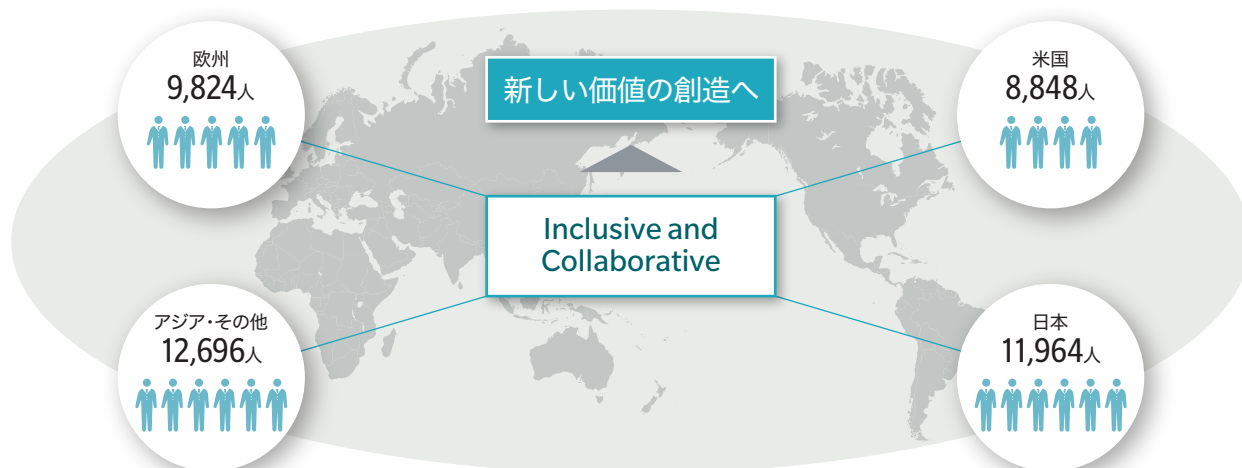 欧州
9,824人
新しい価値の創造へ
米国
8,848人
Inclusive and
Collaborative
アジア・その他
12,696人
日本
11,964人